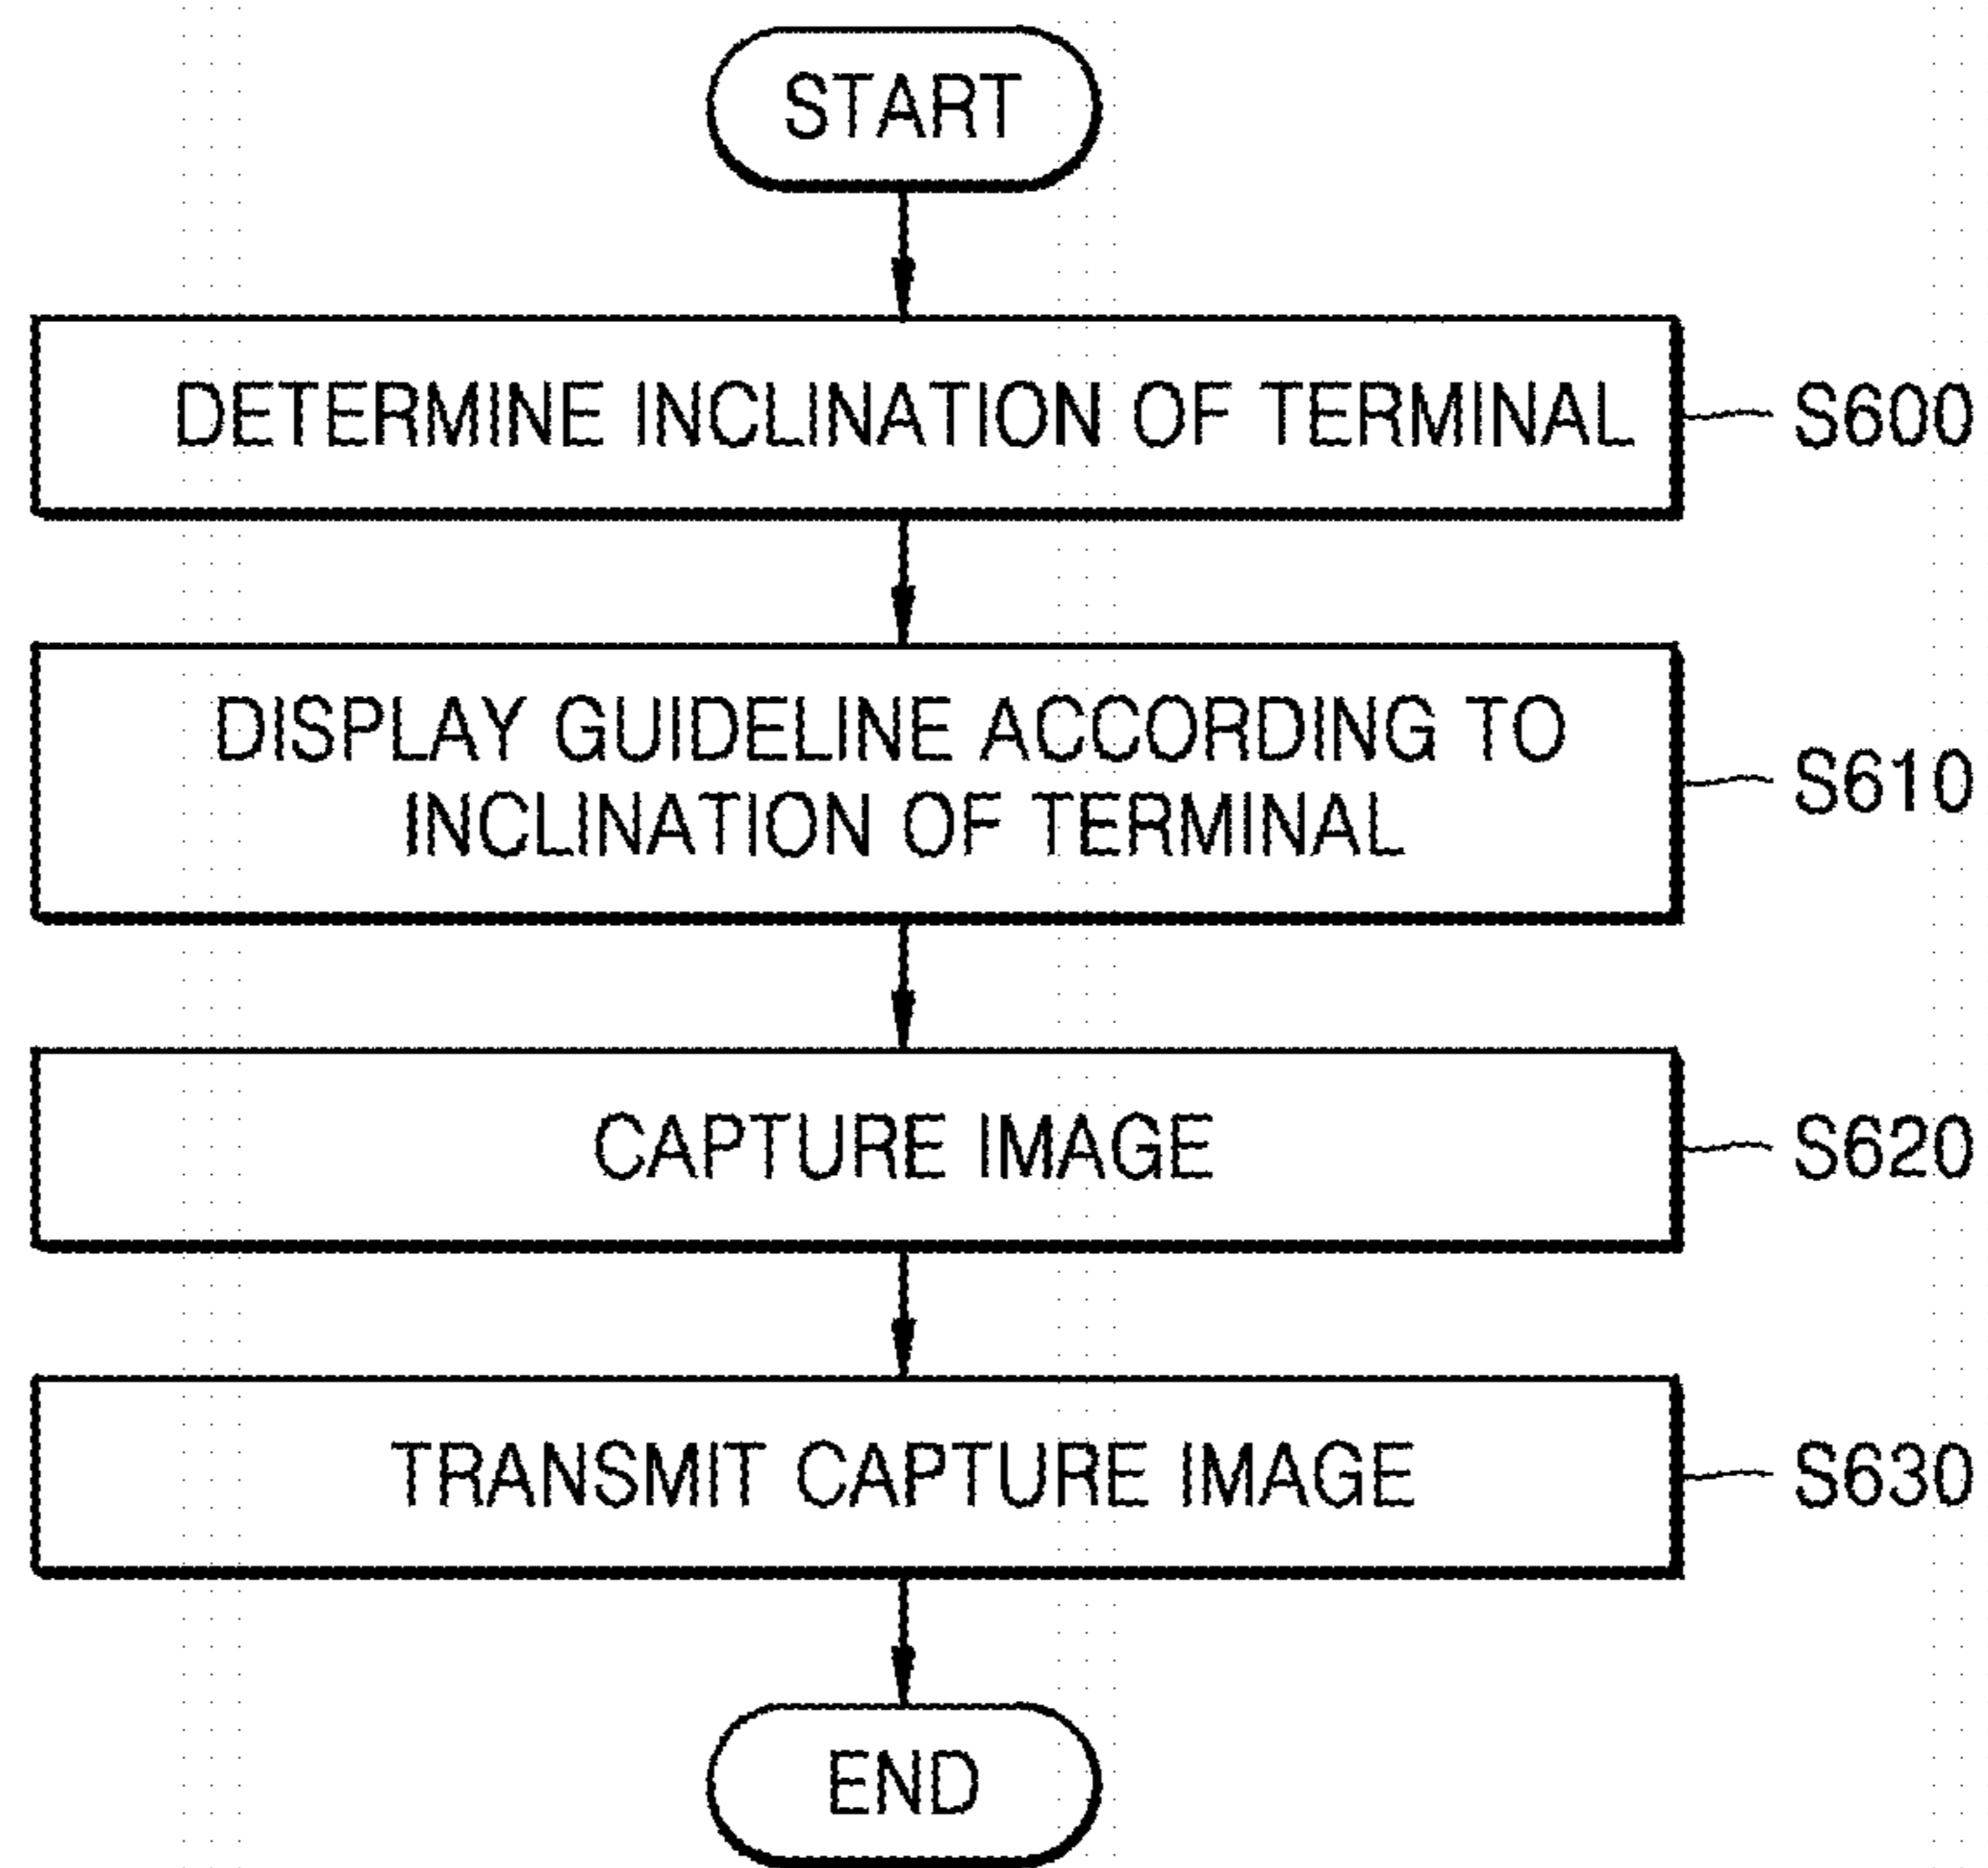 START
DETERMINE INCLINATION OF TERMINAL
S600
DISPLAY GUIDELINE ACCORDING TO
INCLINATION OF TERMINAL
S610
CAPTURE IMAGE
S620
TRANSMIT CAPTURE IMAGE
S630
END